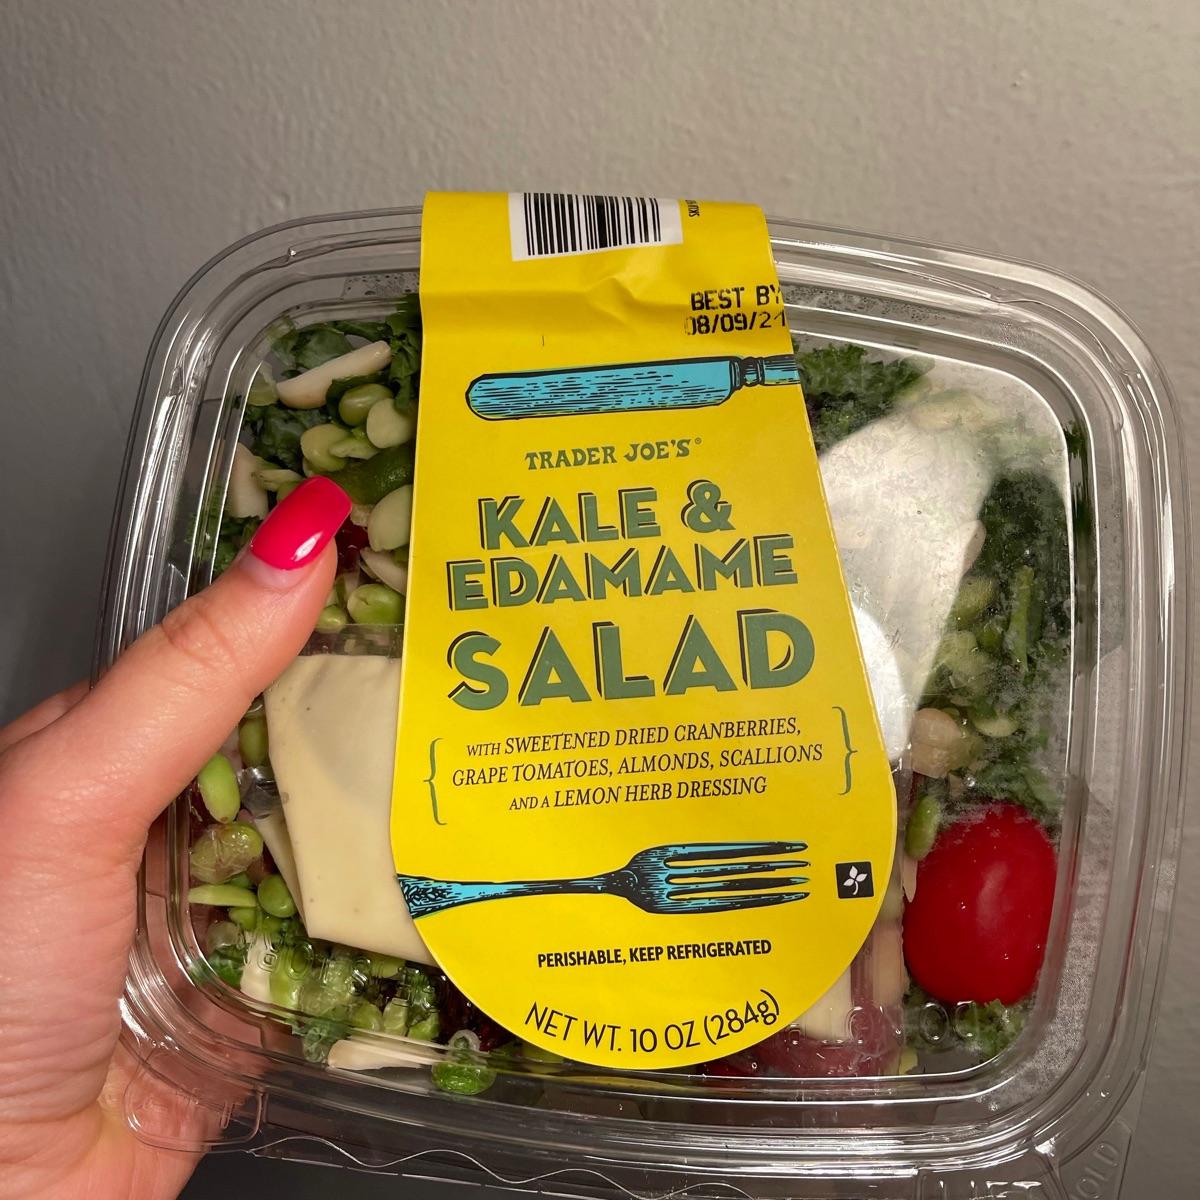 BEST BY
08/09/21
TRADER JOE'S®
KALE &
EDAMAME
SALAD
WITH SWEETENED DRIED CRANBERRIES,
GRAPE TOMATOES, ALMONDS, SCALLIONS
AND A LEMON HERB DRESSING
PERISHABLE, KEEP REFRIGERATED
NET WT. 10 OZ (284g)